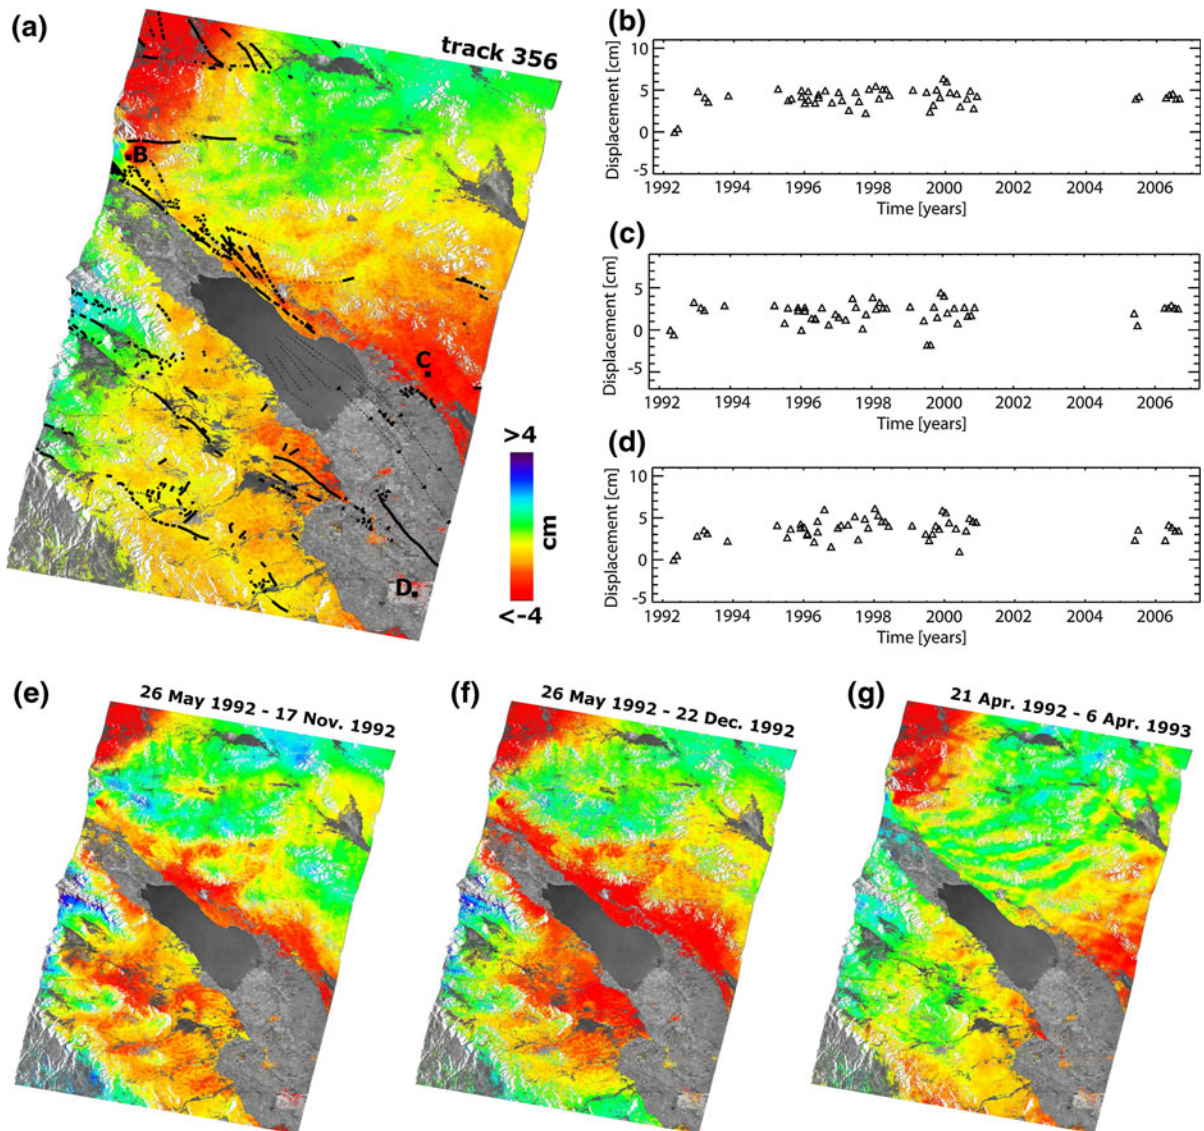 (a)
track 356
B
C
D
>4
cm
<-4
(b)
Displacement [cm]
10
5
0
-5
1992 1994 1996 1998 2000 2002 2004 2006
Time [years]
(c)
Displacement [cm]
5
0
-5
1992 1994 1996 1998 2000 2002 2004 2006
Time [years]
(d)
Displacement [cm]
10
5
0
-5
1992 1994 1996 1998 2000 2002 2004 2006
Time [years]
(e)
26 May 1992 - 17 Nov. 1992
(f)
26 May 1992 - 22 Dec. 1992
(g)
21 Apr. 1992 - 6 Apr. 1993